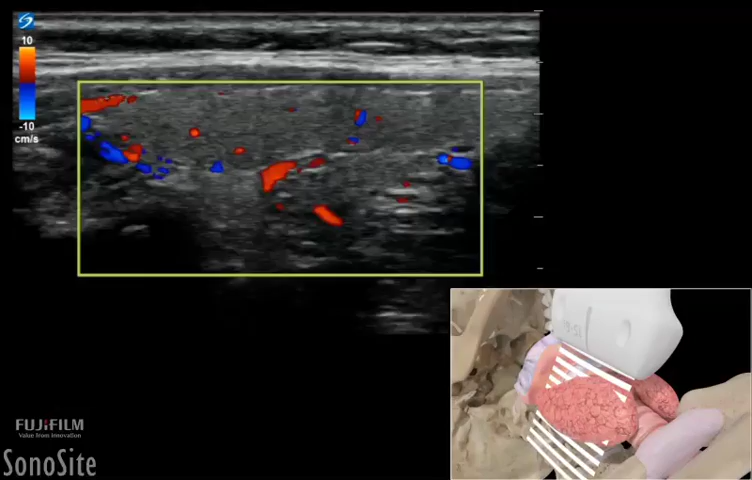 10
-10
cm/s
FUJIFILM
Value from Innovation
SonoSite